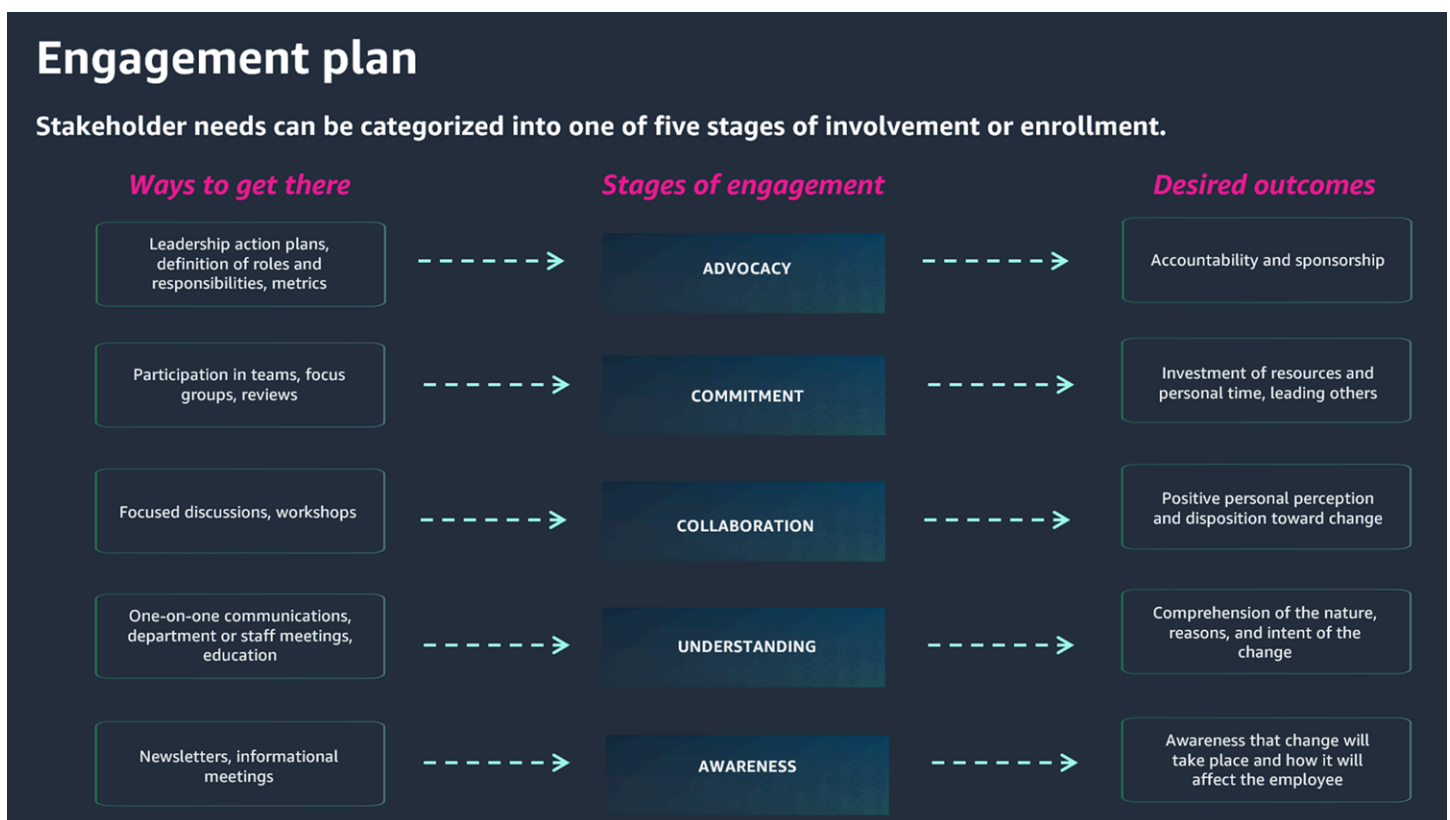 Engagement plan
Stakeholder needs can be categorized into one of five stages of involvement or enrollment.
Ways to get there
Stages of engagement
Desired outcomes
Leadership action plans,
definition of roles and
responsibilities, metrics
ADVOCACY
Accountability and sponsorship
Participation in teams, focus
groups, reviews
COMMITMENT
Investment of resources and
personal time, leading others
Focused discussions, workshops
COLLABORATION
Positive personal perception
and disposition toward change
One-on-one communications,
department or staff meetings,
education
UNDERSTANDING
Comprehension of the nature,
reasons, and intent of the
change
Newsletters, informational
meetings
AWARENESS
Awareness that change will
take place and how it will
affect the employee